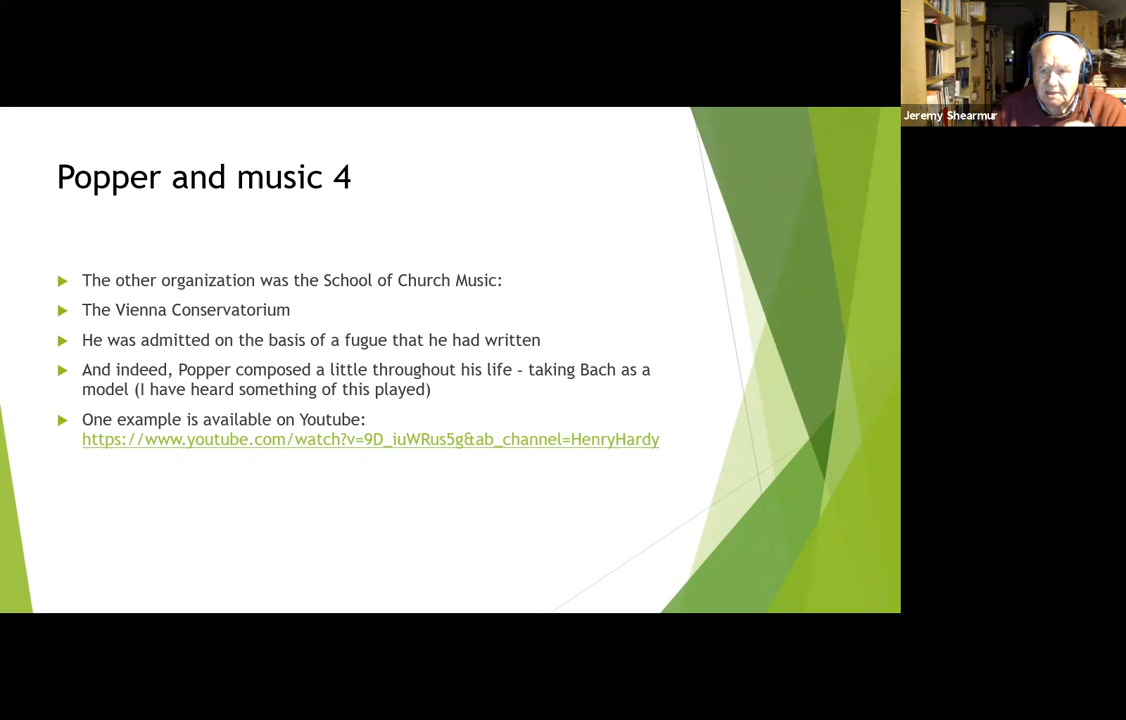 Jeremy Shearmur
Popper and music 4
The other organization was the School of Church Music:
The Vienna Conservatorium
He was admitted on the basis of a fugue that he had written
And indeed, Popper composed a little throughout his life – taking Bach as a
model (I have heard something of this played)
One example is available on Youtube:
https://www.youtube.com/watch?v=9D_iuWRus5g&ab_channel=HenryHardy